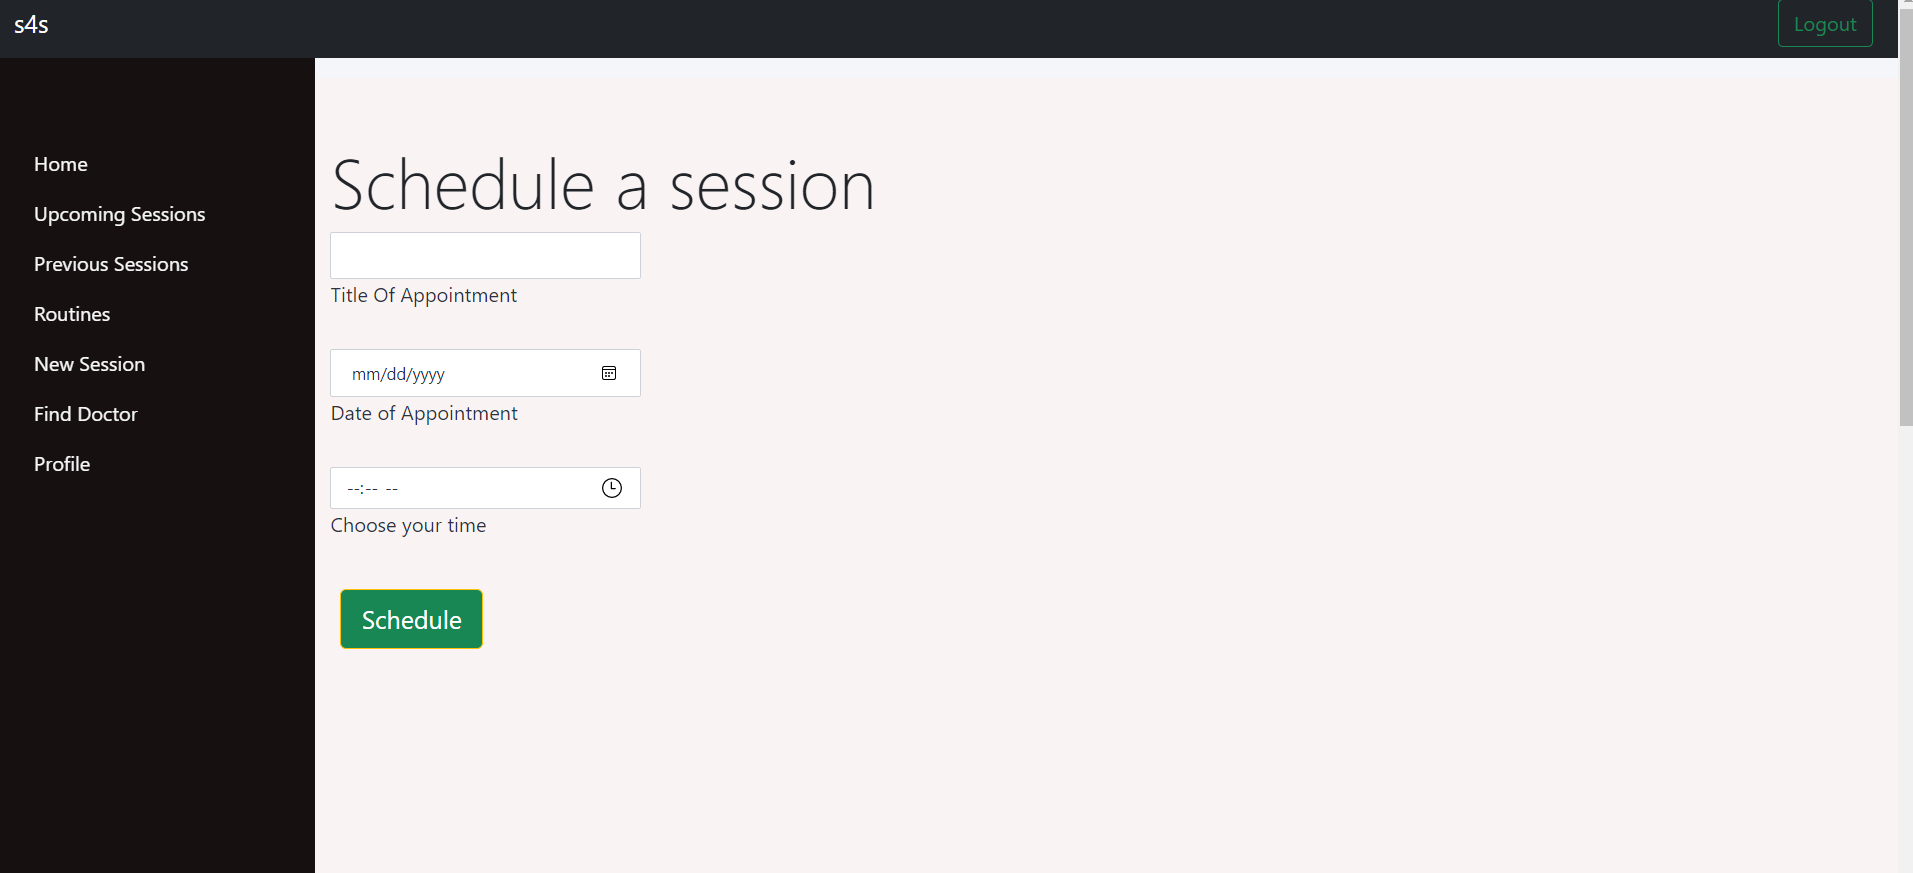 s4s
Logout
Home
Upcoming Sessions
Previous Sessions
Routines
New Session
Find Doctor
Profile
Schedule a session
Title Of Appointment
mm/dd/yyyy
Date of Appointment
--:-- --
Choose your time
Schedule